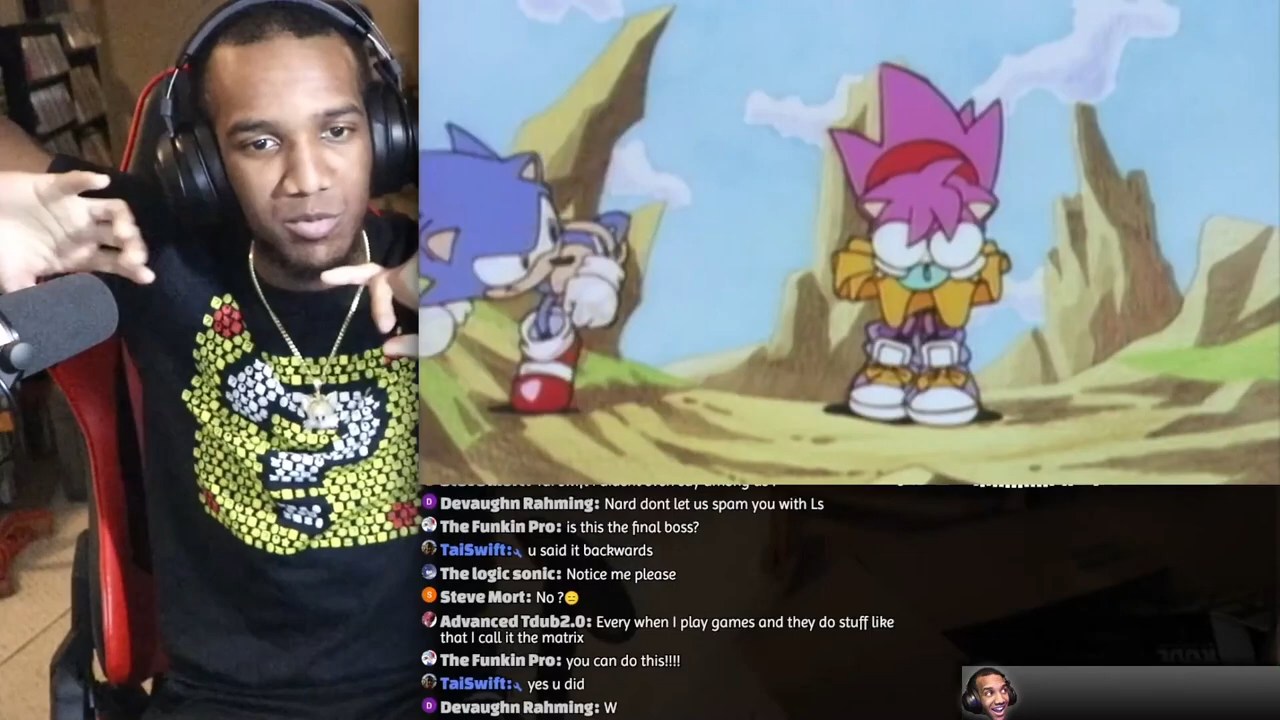 Devaughn Rahming: Nard dont let us spam you with Ls
The Funkin Pro: is this the final boss?
TaiSwift: u said it backwards
The logic sonic: Notice me please
Steve Mort: No ?😑
Advanced Tdub2.0: Every when I play games and they do stuff like
that I call it the matrix
The Funkin Pro: you can do this!!!!
TaiSwift: yes u did
Devaughn Rahming: W